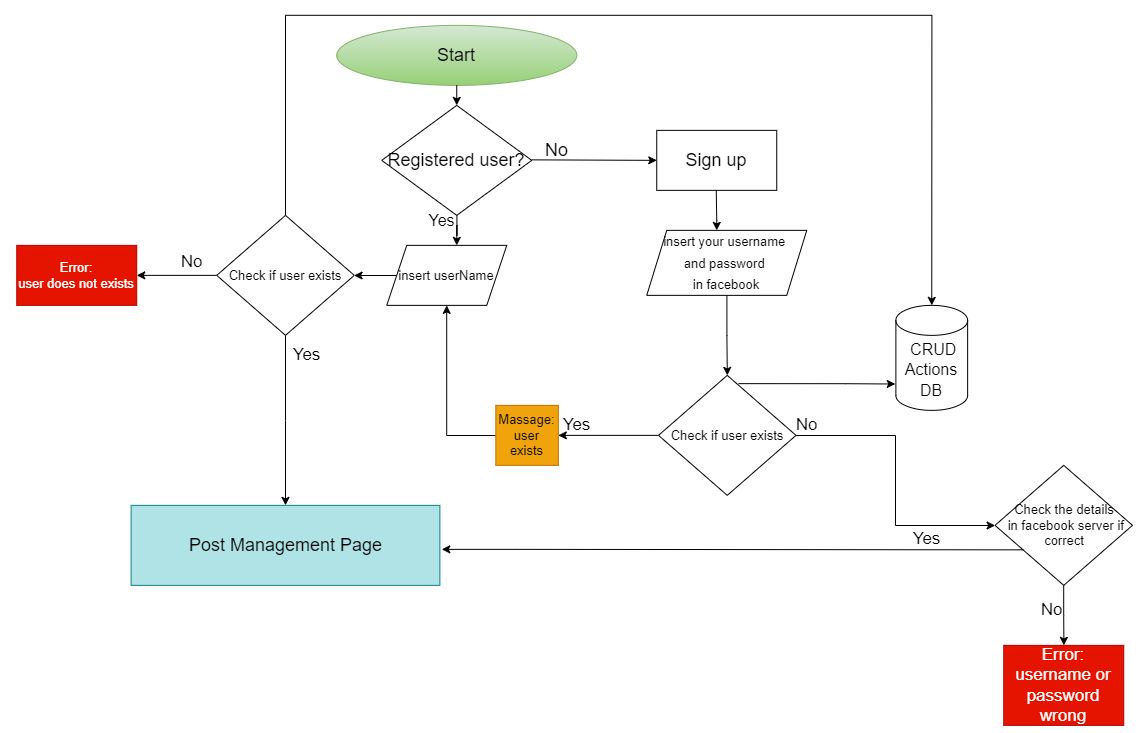 Start
Registered user?
No
Sign up
Yes
insert your username
and password
in facebook
insert userName
Check if user exists
No
Error:
user does not exists
Yes
CRUD
Actions
DB
Massage:
user
exists
Yes
Check if user exists
No
Check the details
in facebook server if
correct
Yes
Post Management Page
No
Error:
username or
password
wrong